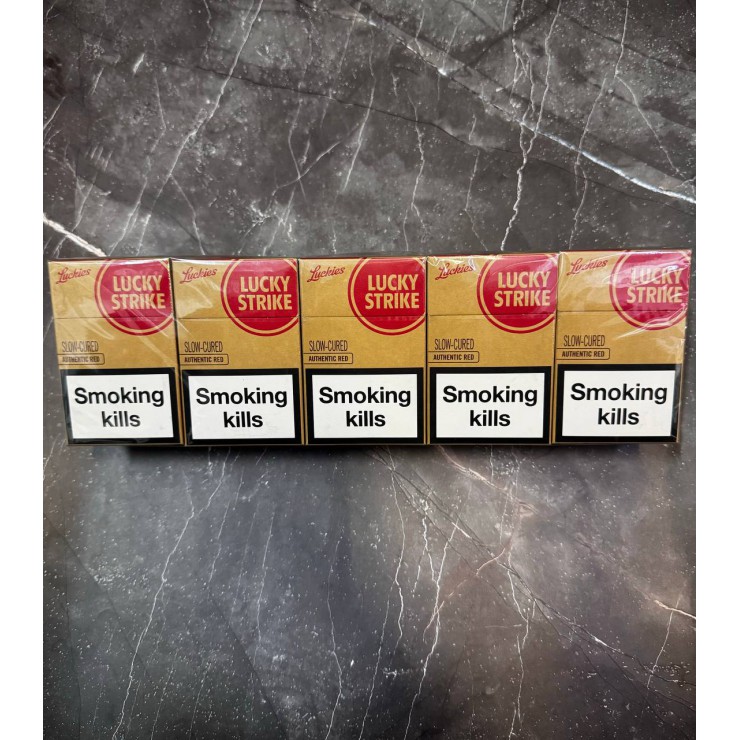 Luckies
LUCKY
STRIKE
SLOW-CURED
AUTHENTIC RED
Smoking
kills
Luckies
LUCKY
STRIKE
SLOW-CURED
AUTHENTIC RED
Smoking
kills
Luckies
LUCKY
STRIKE
SLOW-CURED
AUTHENTIC RED
Smoking
kills
Luckies
LUCKY
STRIKE
SLOW-CURED
AUTHENTIC RED
Smoking
kills
Luckies
LUCKY
STRIKE
SLOW-CURED
AUTHENTIC RED
Smoking
kills